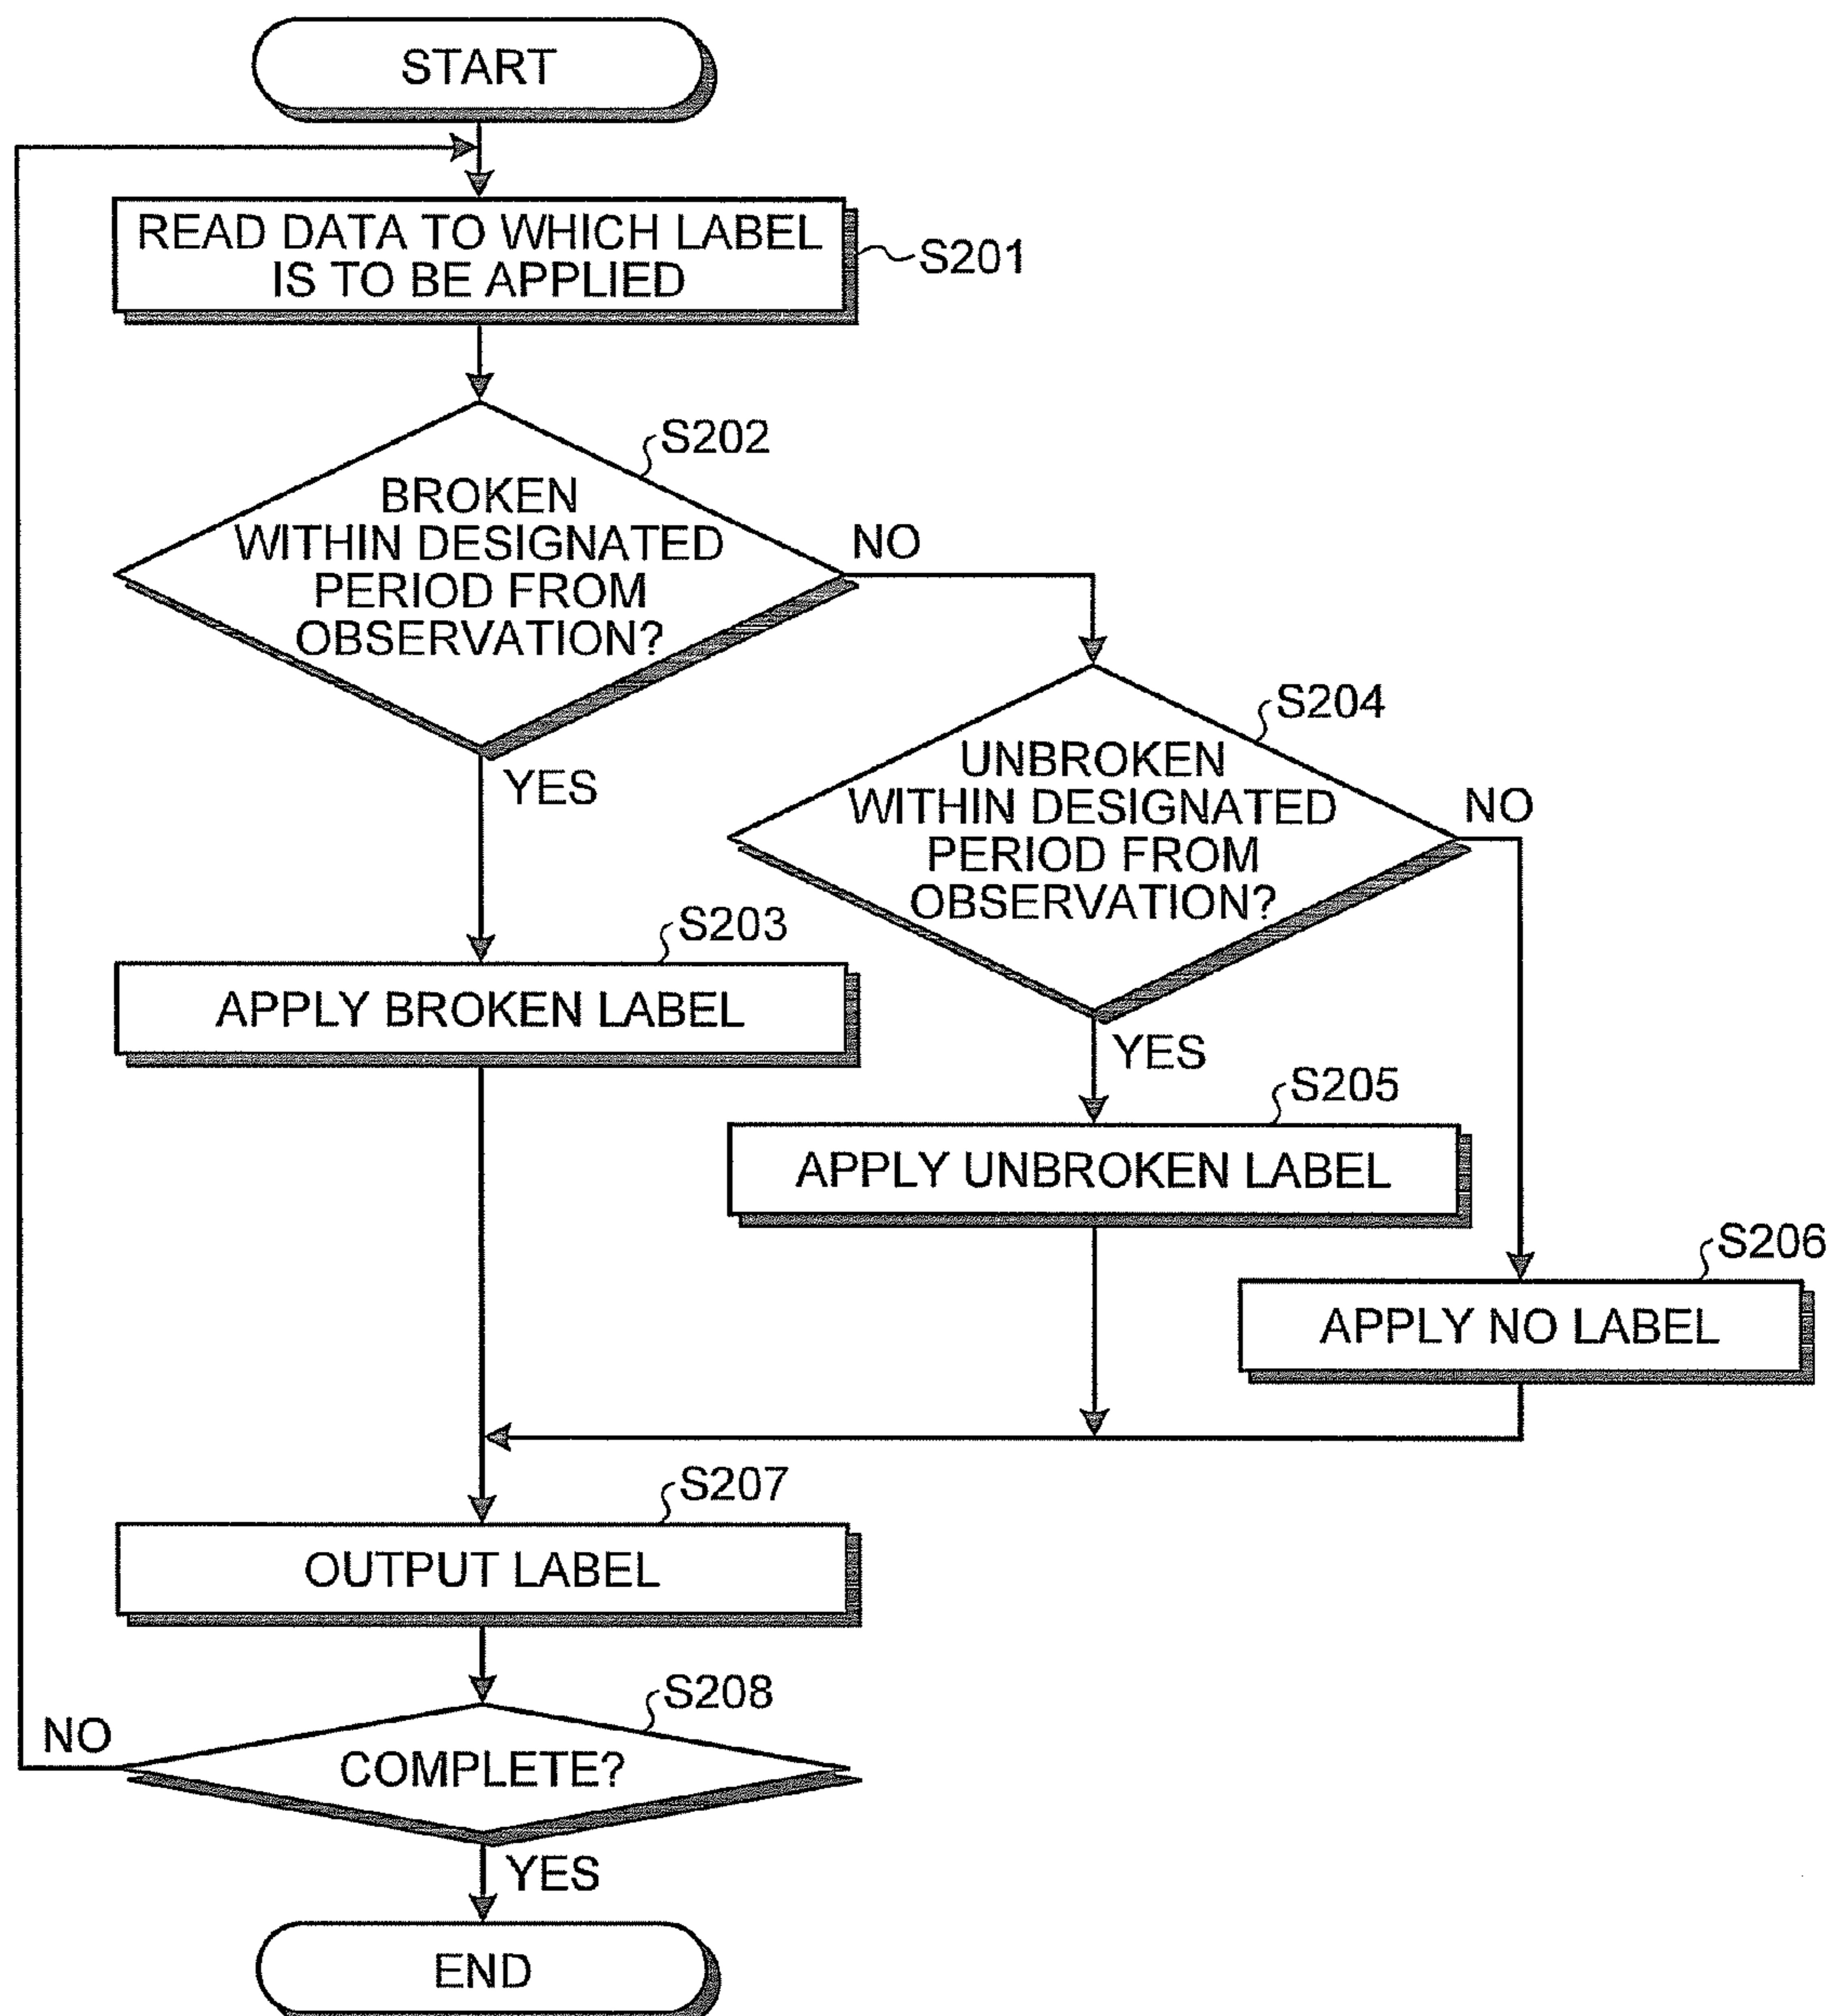 START
READ DATA TO WHICH LABEL
IS TO BE APPLIED
S201
S202
BROKEN
WITHIN DESIGNATED
PERIOD FROM
OBSERVATION?
NO
YES
S204
UNBROKEN
WITHIN DESIGNATED
PERIOD FROM
OBSERVATION?
NO
YES
S203
APPLY BROKEN LABEL
S205
APPLY UNBROKEN LABEL
S206
APPLY NO LABEL
S207
OUTPUT LABEL
S208
COMPLETE?
NO
YES
END